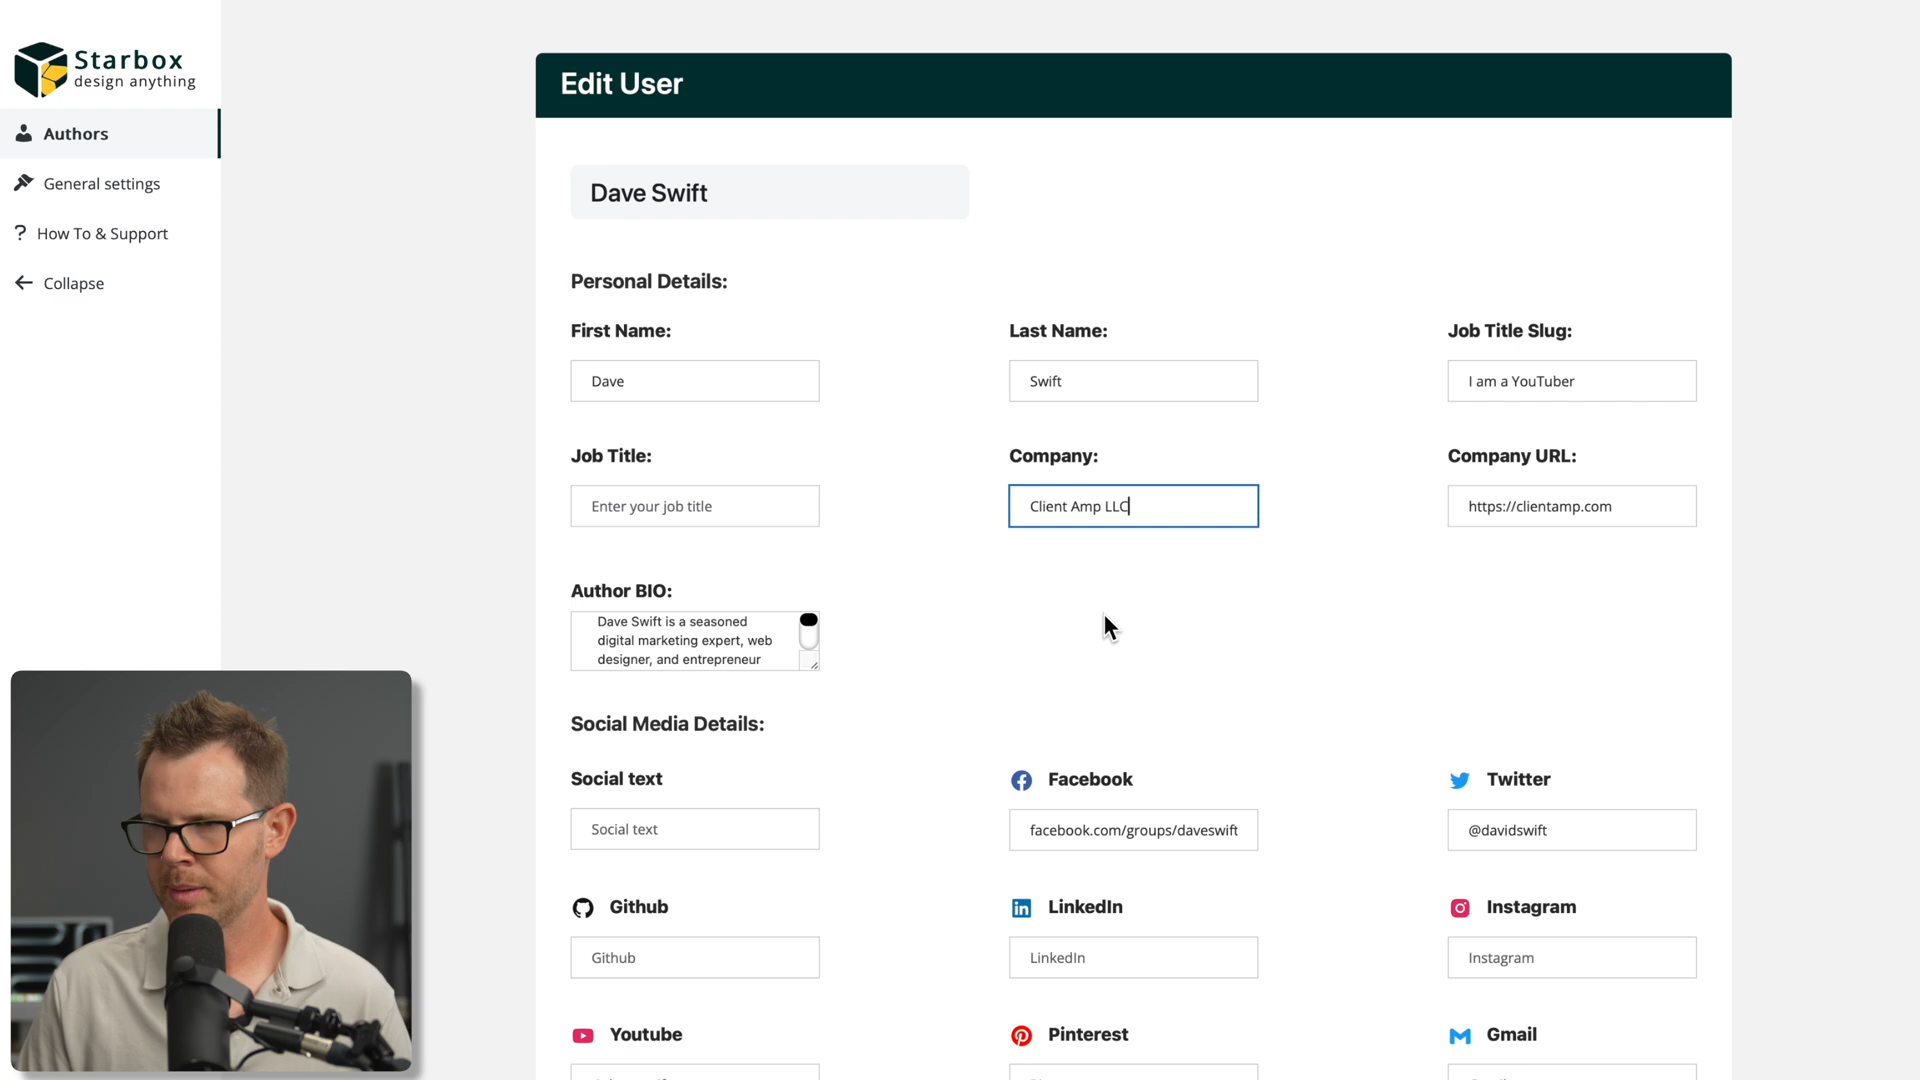 Starbox
design anything
Authors
General settings
? How To & Support
Collapse
Edit User
Dave Swift
Personal Details:
First Name:
Last Name:
Job Title Slug:
Dave
Swift
I am a YouTuber
Job Title:
Company:
Company URL:
Enter your job title
Client Amp LLC
https://clientamp.com
Author BIO:
Dave Swift is a seasoned
digital marketing expert, web
designer, and entrepreneur
Social Media Details:
Social text
Facebook
Twitter
Social text
facebook.com/groups/daveswift
@davidswift
Github
LinkedIn
Instagram
Github
LinkedIn
Instagram
Youtube
Pinterest
Gmail